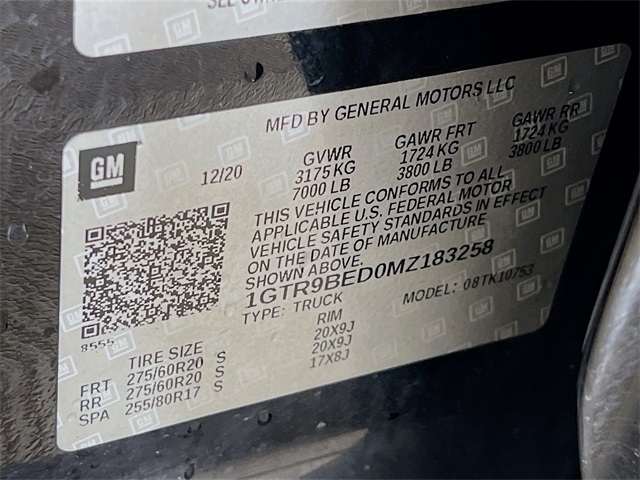 GM
MFD BY GENERAL MOTORS LLC
GM
12/20
GVWR
3175 KG
7000 LB
GAWR FRT
1724 KG
3800 LB
GAWR RR
1724 KG
3800 LB
THIS VEHICLE CONFORMS TO ALL
APPLICABLE U.S. FEDERAL MOTOR
VEHICLE SAFETY STANDARDS IN EFFECT
ON THE DATE OF MANUFACTURE
SHOWN ABOVE.
1GTR9BED0MZ183258
TYPE: TRUCK
MODEL: 08TK10753
8555
TIRE SIZE
RIM
FRT 275/60R20 S 20X9J
RR 275/60R20 S 20X9J
SPA 255/80R17 S 17X8J